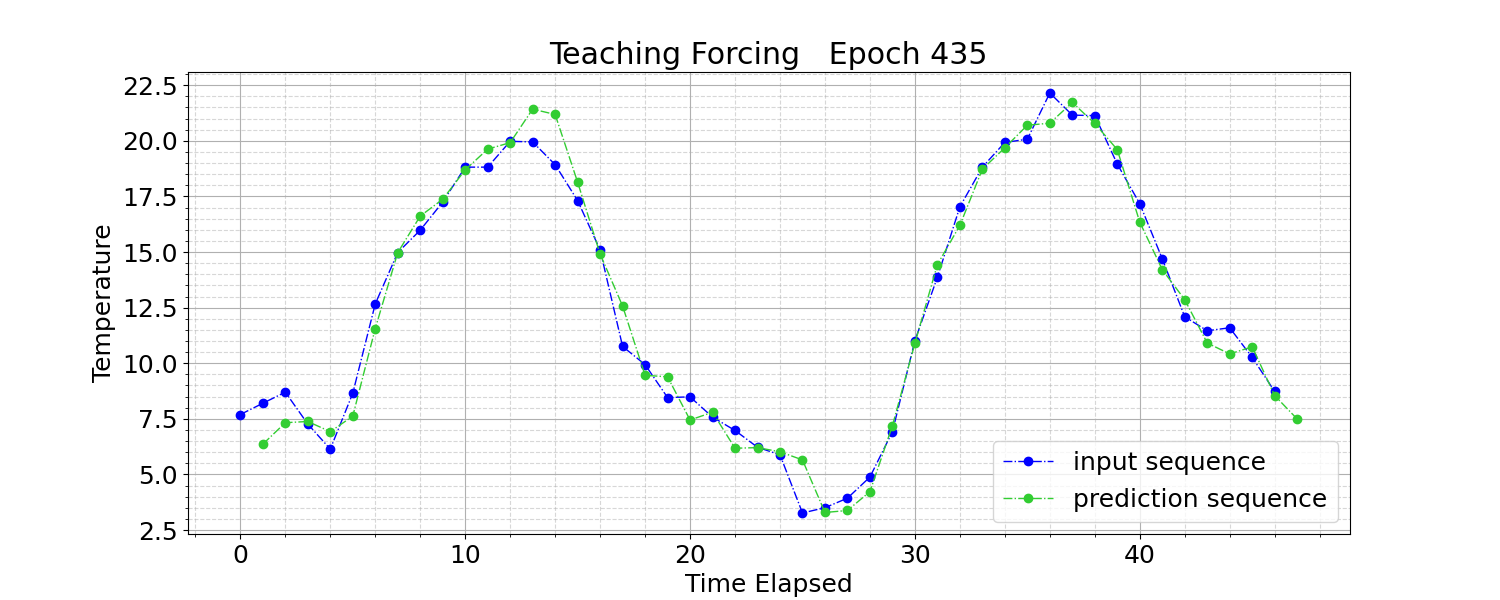 Teaching Forcing   Epoch 435
22.5
20.0
17.5
15.0
12.5
10.0
7.5
5.0
2.5
Temperature
input sequence
prediction sequence
0 10 20 30 40
Time Elapsed